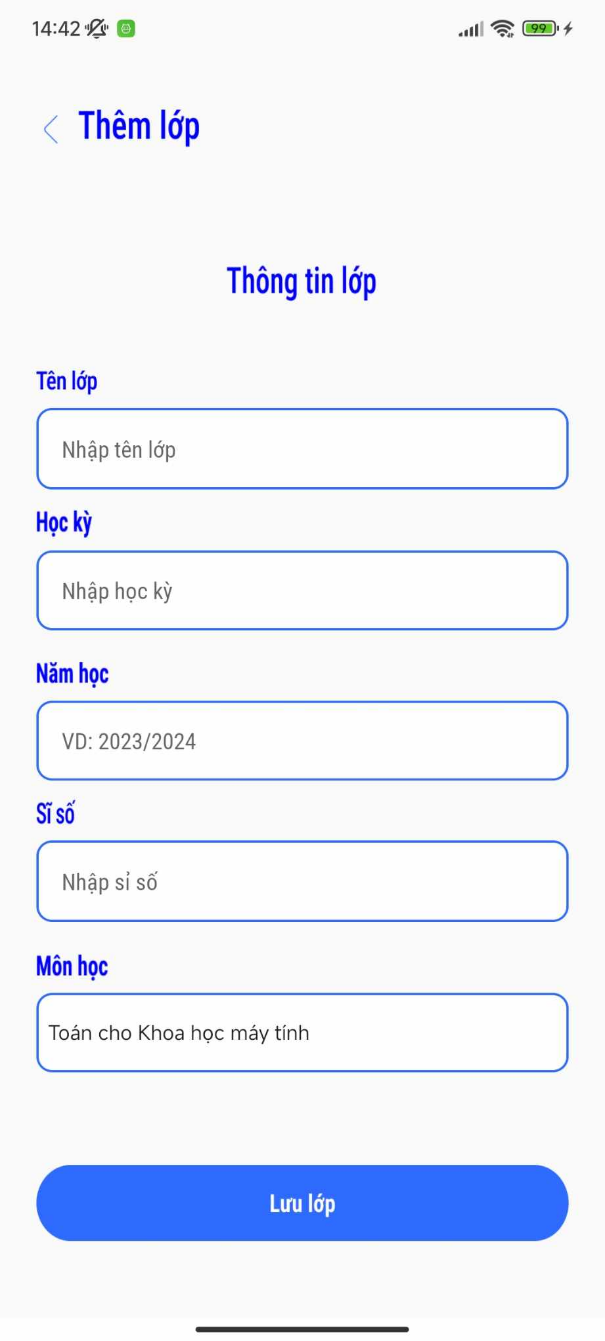 14:42
99
Thêm lớp
Thông tin lớp
Tên lớp
Nhập tên lớp
Học kỳ
Nhập học kỳ
Năm học
VD: 2023/2024
Sĩ số
Nhập sỉ số
Môn học
Toán cho Khoa học máy tính
Lưu lớp